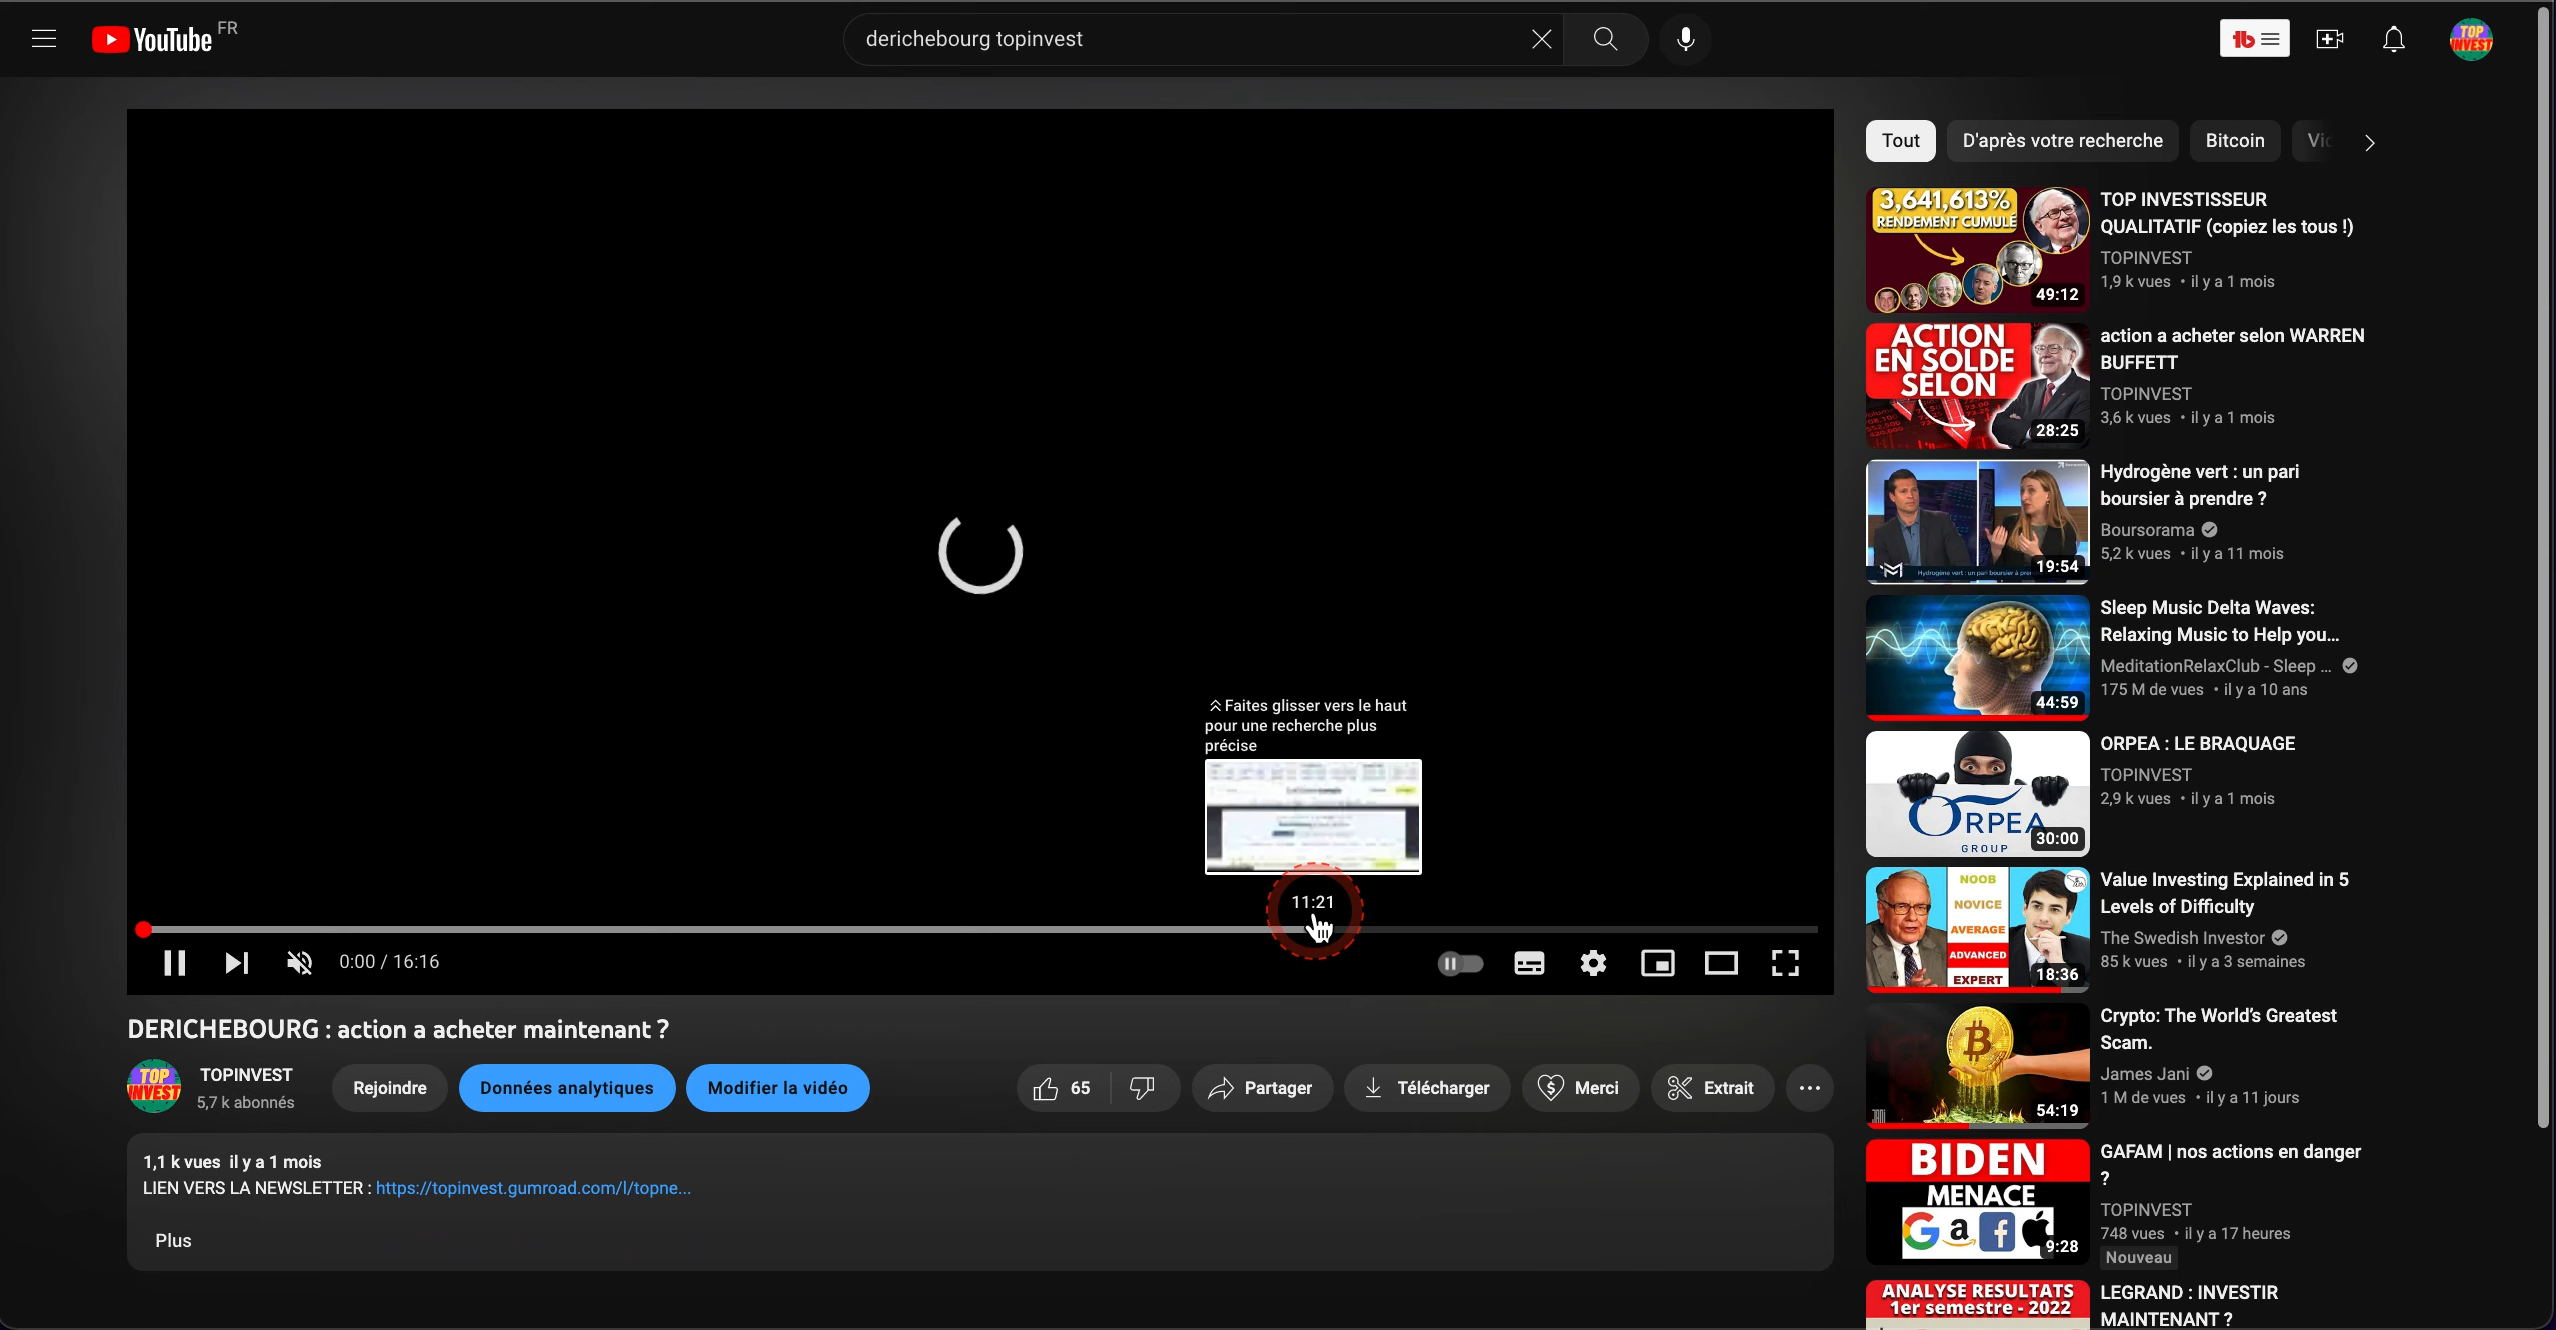 YouTube FR
derichebourg topinvest
TOP
INVEST
Faites glisser vers le haut
pour une recherche plus
précise
11:21
0:00 / 16:16
DERICHEBOURG : action a acheter maintenant ?
TOP
INVEST
TOPINVEST
5,7 k abonnés
Rejoindre
Données analytiques
Modifier la vidéo
65
Partager
Télécharger
Merci
Extrait
1,1 k vues il y a 1 mois
LIEN VERS LA NEWSLETTER : https://topinvest.gumroad.com/l/topne...
Plus
Tout
D'après votre recherche
Bitcoin
3,641,613%
RENDEMENT CUMULÉ
49:12
TOP INVESTISSEUR
QUALITATIF (copiez les tous !)
TOPINVEST
1,9 k vues • il y a 1 mois
ACTION
EN SOLDE
SELON
28:25
action a acheter selon WARREN
BUFFETT
TOPINVEST
3,6 k vues • il y a 1 mois
19:54
Hydrogène vert : un pari
boursier à prendre ?
Boursorama
5,2 k vues • il y a 11 mois
44:59
Sleep Music Delta Waves:
Relaxing Music to Help you...
MeditationRelaxClub - Sleep ...
175 M de vues • il y a 10 ans
ORPEA
GROUP
30:00
ORPEA : LE BRAQUAGE
TOPINVEST
2,9 k vues • il y a 1 mois
NOOB
NOVICE
AVERAGE
ADVANCED
EXPERT
18:36
Value Investing Explained in 5
Levels of Difficulty
The Swedish Investor
85 k vues • il y a 3 semaines
54:19
Crypto: The World's Greatest
Scam.
James Jani
1 M de vues • il y a 11 jours
BIDEN
MENACE
G a f
9:28
GAFAM | nos actions en danger
?
TOPINVEST
748 vues • il y a 17 heures
Nouveau
ANALYSE RESULTATS
1er semestre - 2022
LEGRAND : INVESTIR
MAINTENANT ?